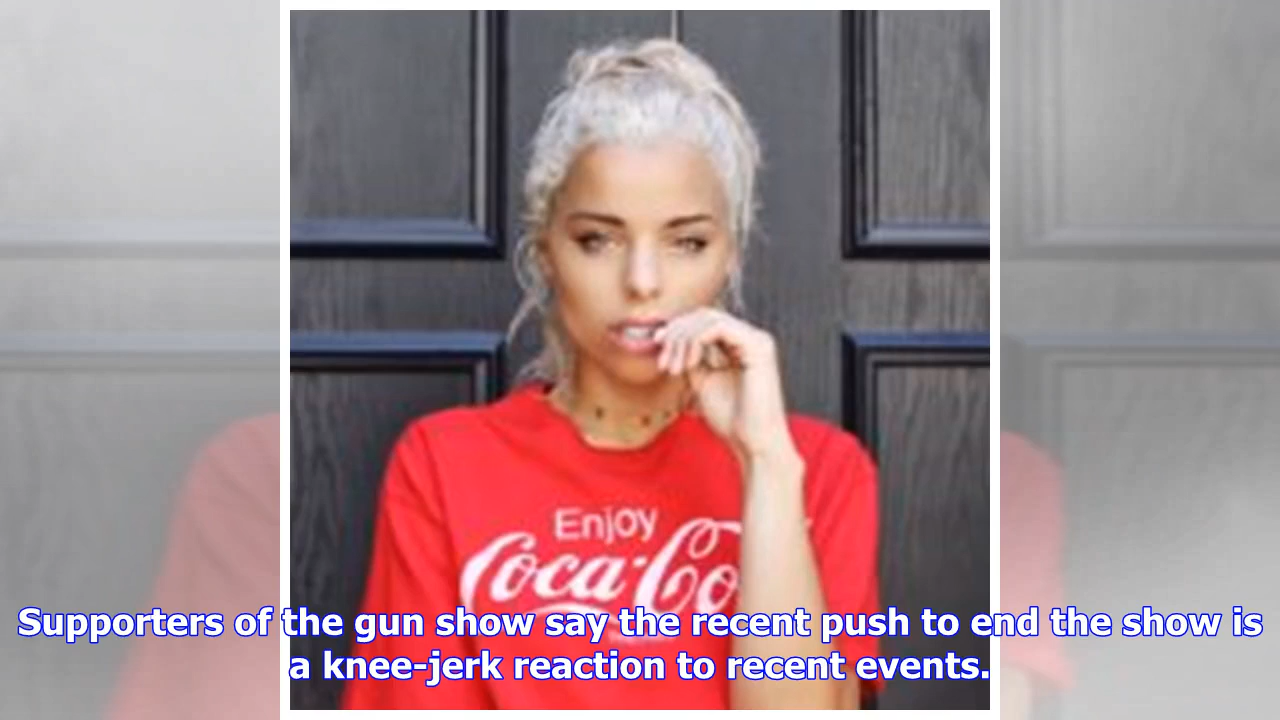 Enjoy
Coca-Co
Supporters of the gun show say the recent push to end the show is
a knee-jerk reaction to recent events.